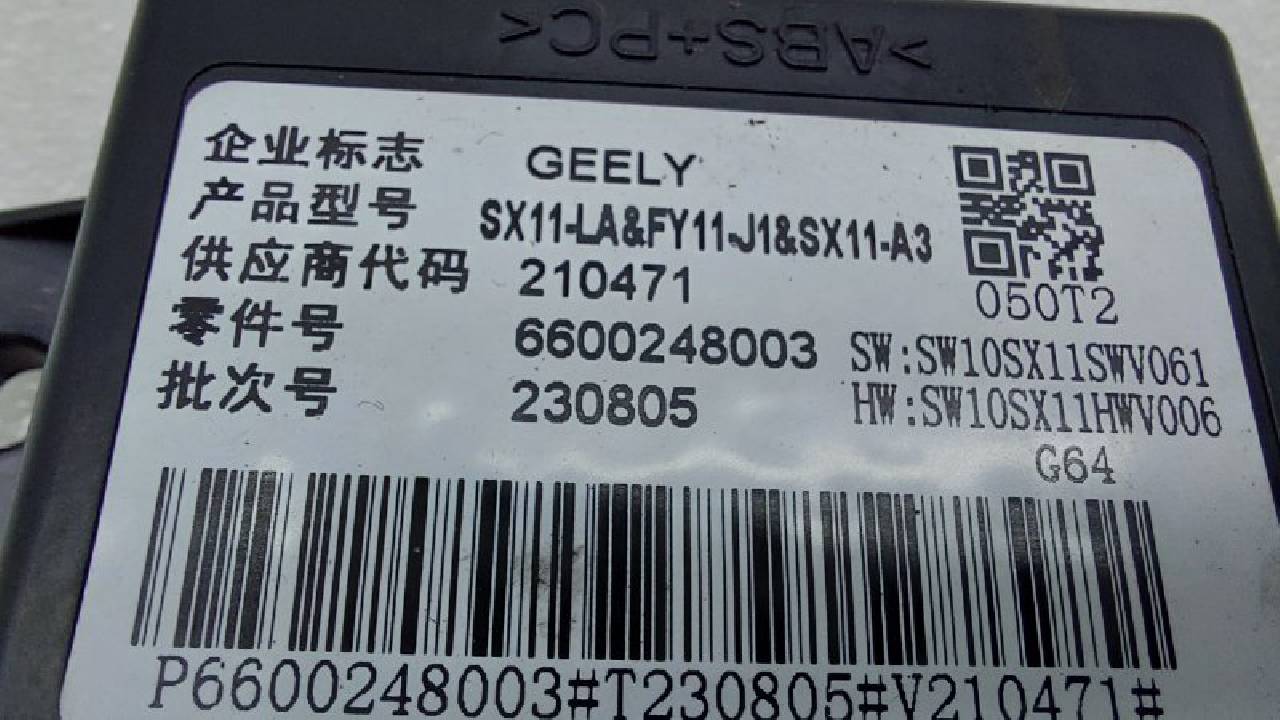 >ABS+PC<
企业标志 GEELY
产品型号 SX11-LA&FY11-J1&SX11-A3
供应商代码 210471
050T2
零件号 6600248003 SW:SW10SX11SWV061
批次号 230805 HW:SW10SX11HWV006
G64
P6600248003#T230805#V210471#